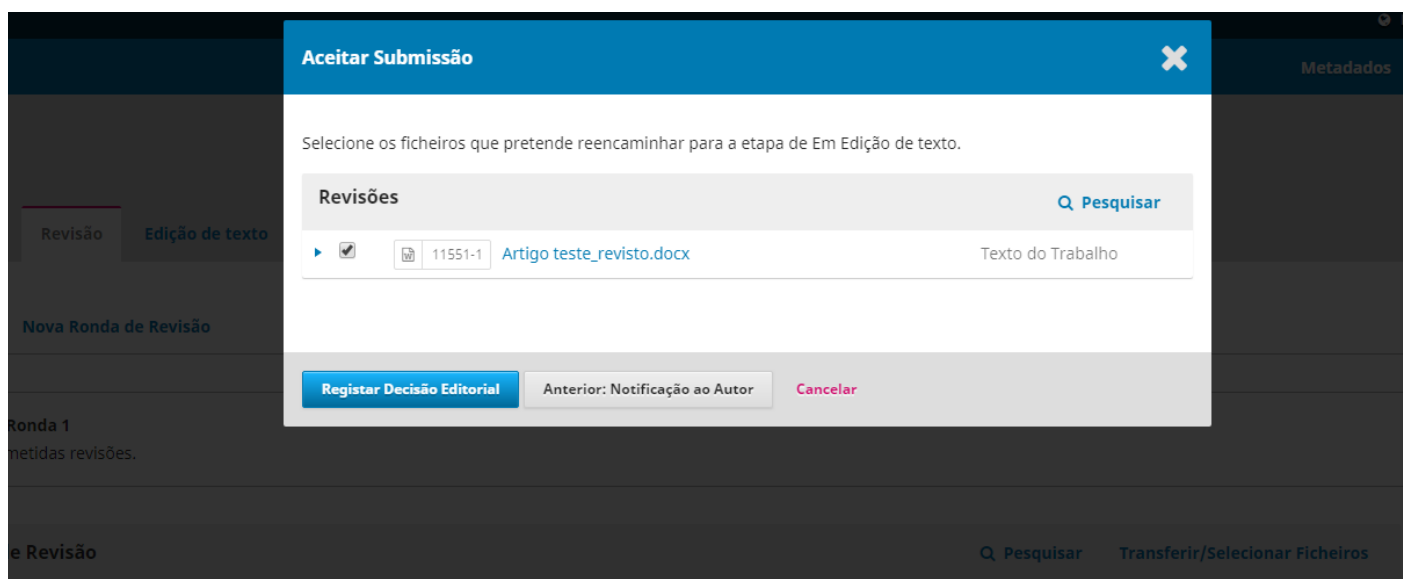 Aceitar Submissão
Metadados
Selecione os ficheiros que pretende reencaminhar para a etapa de Em Edição de texto.
Revisões
Pesquisar
Revisão
Edição de texto
11551-1
Artigo teste_revisto.docx
Texto do Trabalho
Nova Ronda de Revisão
Registar Decisão Editorial
Anterior: Notificação ao Autor
Cancelar
Ronda 1
metidas revisões.
e Revisão
Pesquisar
Transferir/Selecionar Ficheiros